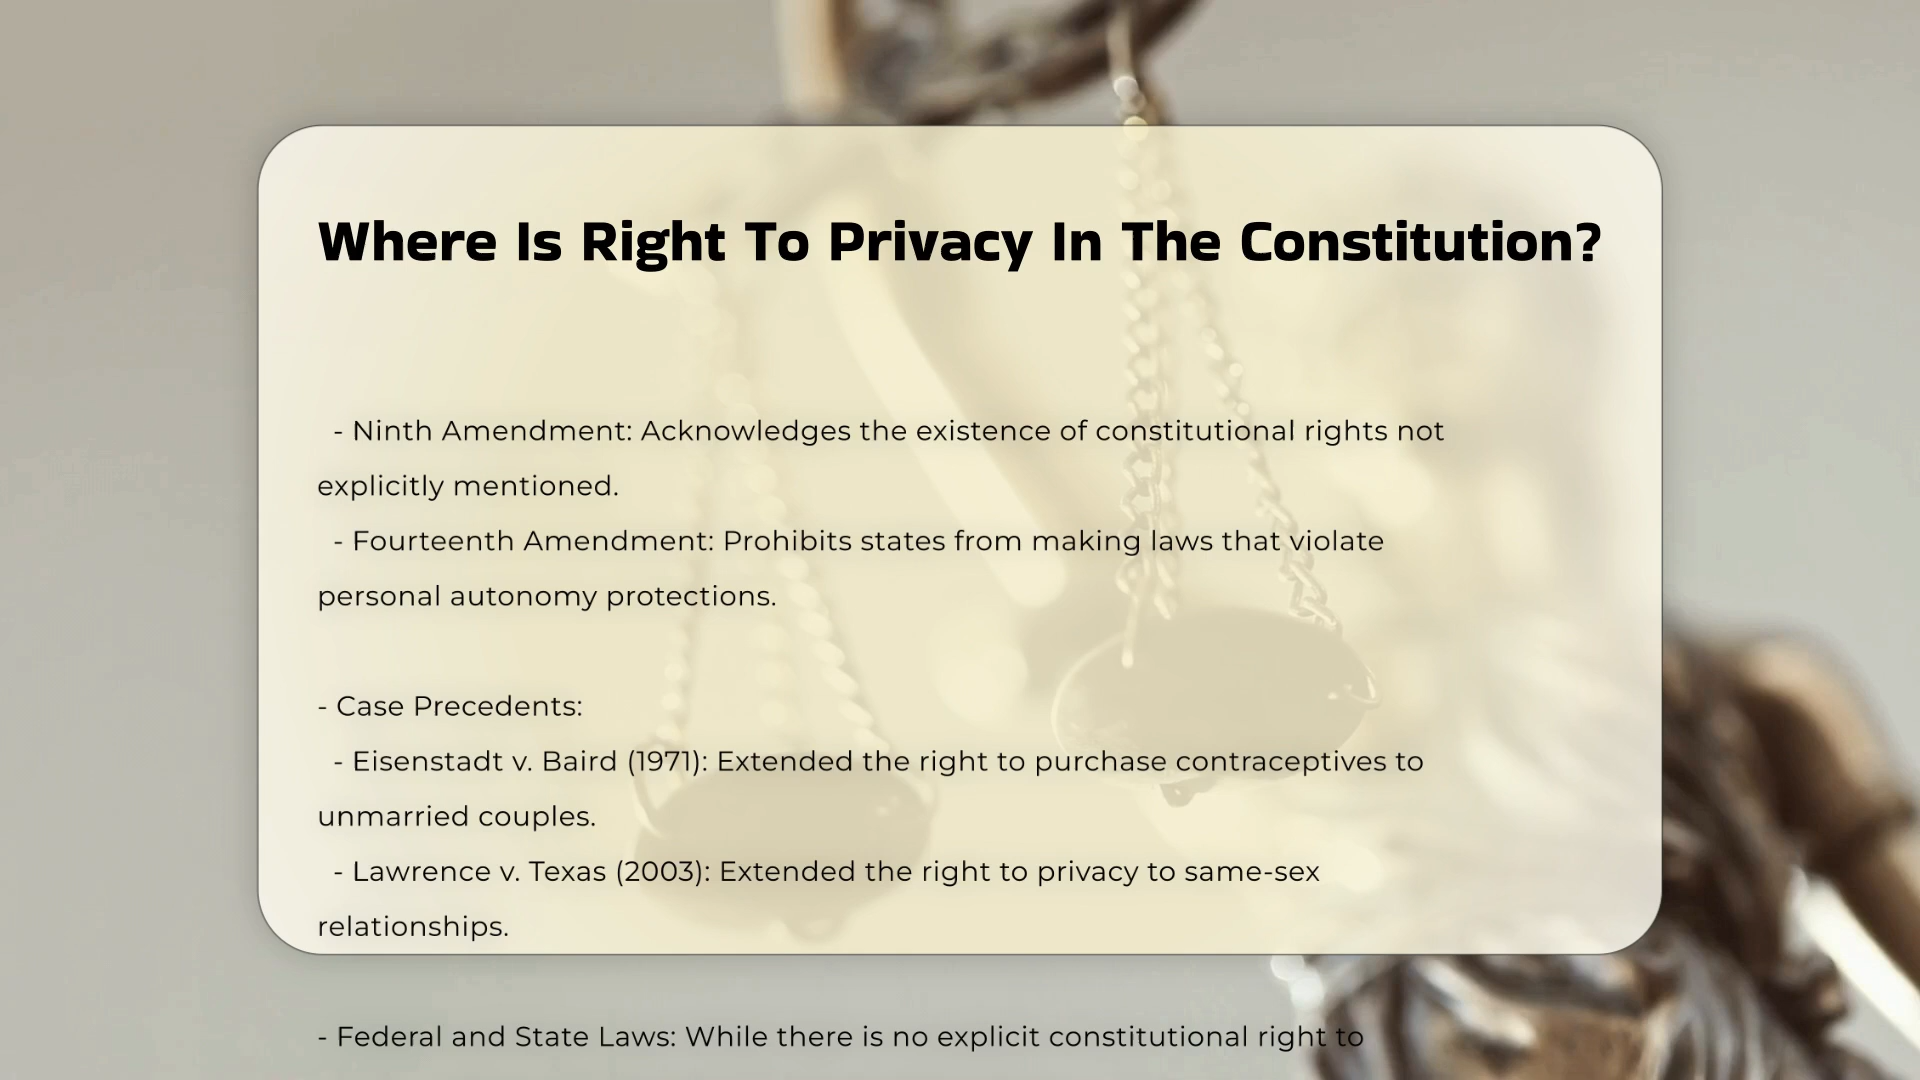 Where Is Right To Privacy In The Constitution?
- Ninth Amendment: Acknowledges the existence of constitutional rights not
explicitly mentioned.
- Fourteenth Amendment: Prohibits states from making laws that violate
personal autonomy protections.
- Case Precedents:
- Eisenstadt v. Baird (1971): Extended the right to purchase contraceptives to
unmarried couples.
- Lawrence v. Texas (2003): Extended the right to privacy to same-sex
relationships.
- Federal and State Laws: While there is no explicit constitutional right to